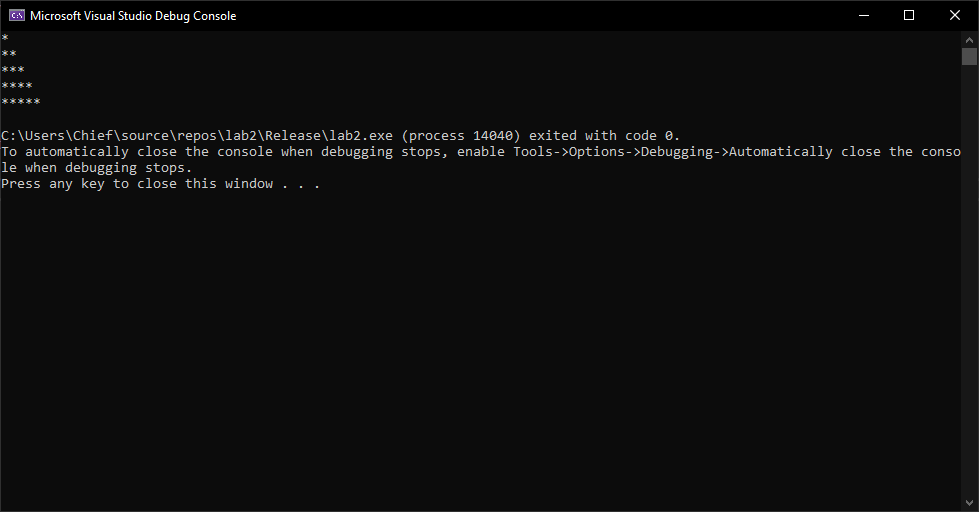 Microsoft Visual Studio Debug Console
*
**
***
****
*****
C:\Users\Chief\source\repos\lab2\Release\lab2.exe (process 14040) exited with code 0.
To automatically close the console when debugging stops, enable Tools->Options->Debugging->Automatically close the conso
le when debugging stops.
Press any key to close this window . . .